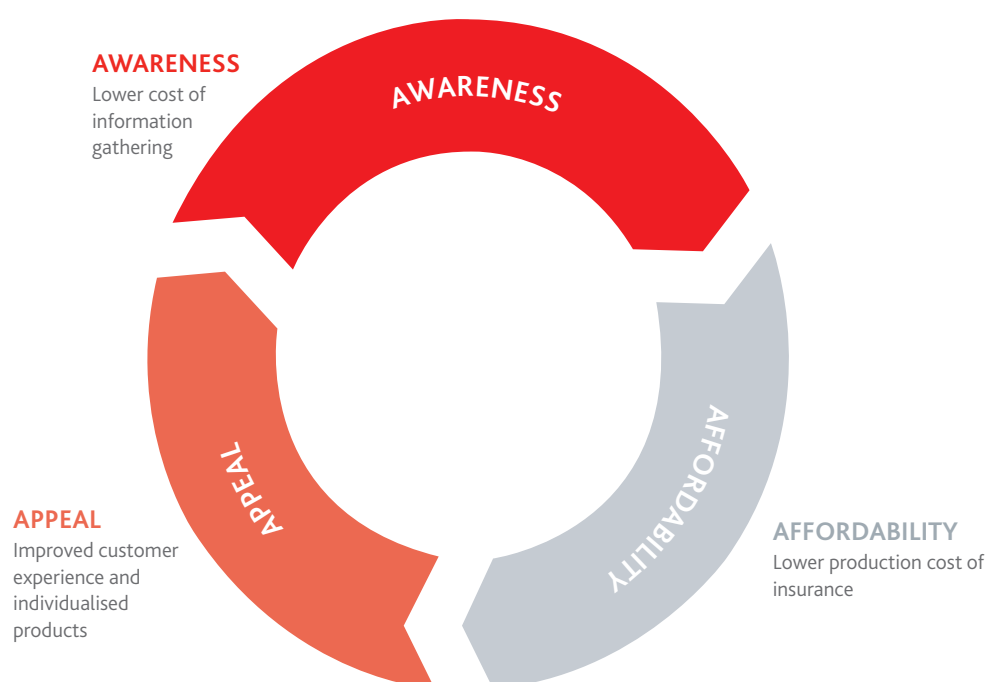 AWARENESS
Lower cost of
information
gathering
AWARENESS
AFFORDABILITY
APPEAL
APPEAL
Improved customer
experience and
individualised
products
AFFORDABILITY
Lower production cost of
insurance